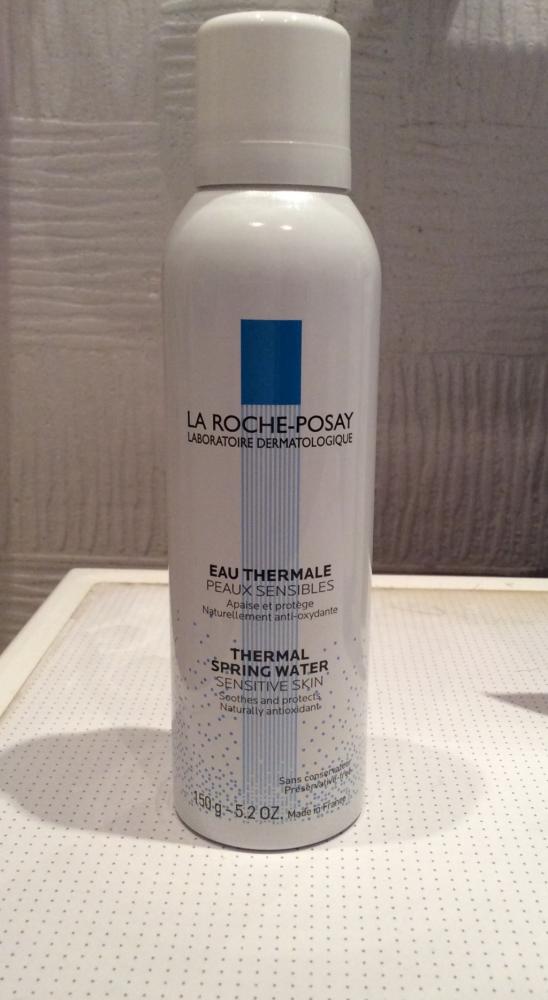 LA ROCHE-POSAY
LABORATOIRE DERMATOLOGIQUE
EAU THERMALE
PEAUX SENSIBLES
Apaise et protège
Naturellement anti-oxydante
THERMAL
SPRING WATER
SENSITIVE SKIN
Soothes and protects
Naturally antioxidant
Sans conservateur
Preservative-free
150 g - 5.2 OZ. Made in France